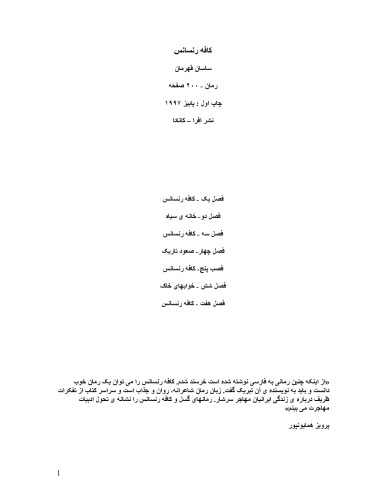 کافه رنسانس
ساسان قهرمان
رمان - ۲۰۰ صفحه
چاپ اول : پاییز ۱۹۹۷
نشر افرا – کانادا
فصل یک - کافه رنسانس
فصل دو- خانه ی سیاه
فصل سه - کافه رنسانس
فصل چهار- صعود تاریک
فصب پنج- کافه رنسانس
فصل شش - خوابهای خاک
فصل هفت - کافه رنسانس
«از اینکه چنین رمانی به فارسی نوشته شده است خرسند شدم. کافه رنسانس را می توان یک رمان خوب
دانست و باید به نویسنده ی آن تبریک گفت. زبان رمان شاعرانه، روان و جذاب است و سراسر کتاب از تفکرات
ظریف درباره ی زندگی ایرانیان مهاجر سرشار. رمانهای گسل و کافه رنسانس را نشانه ی تحول ادبیات
مهاجرت می بینم»
پرویز همایونپور
1